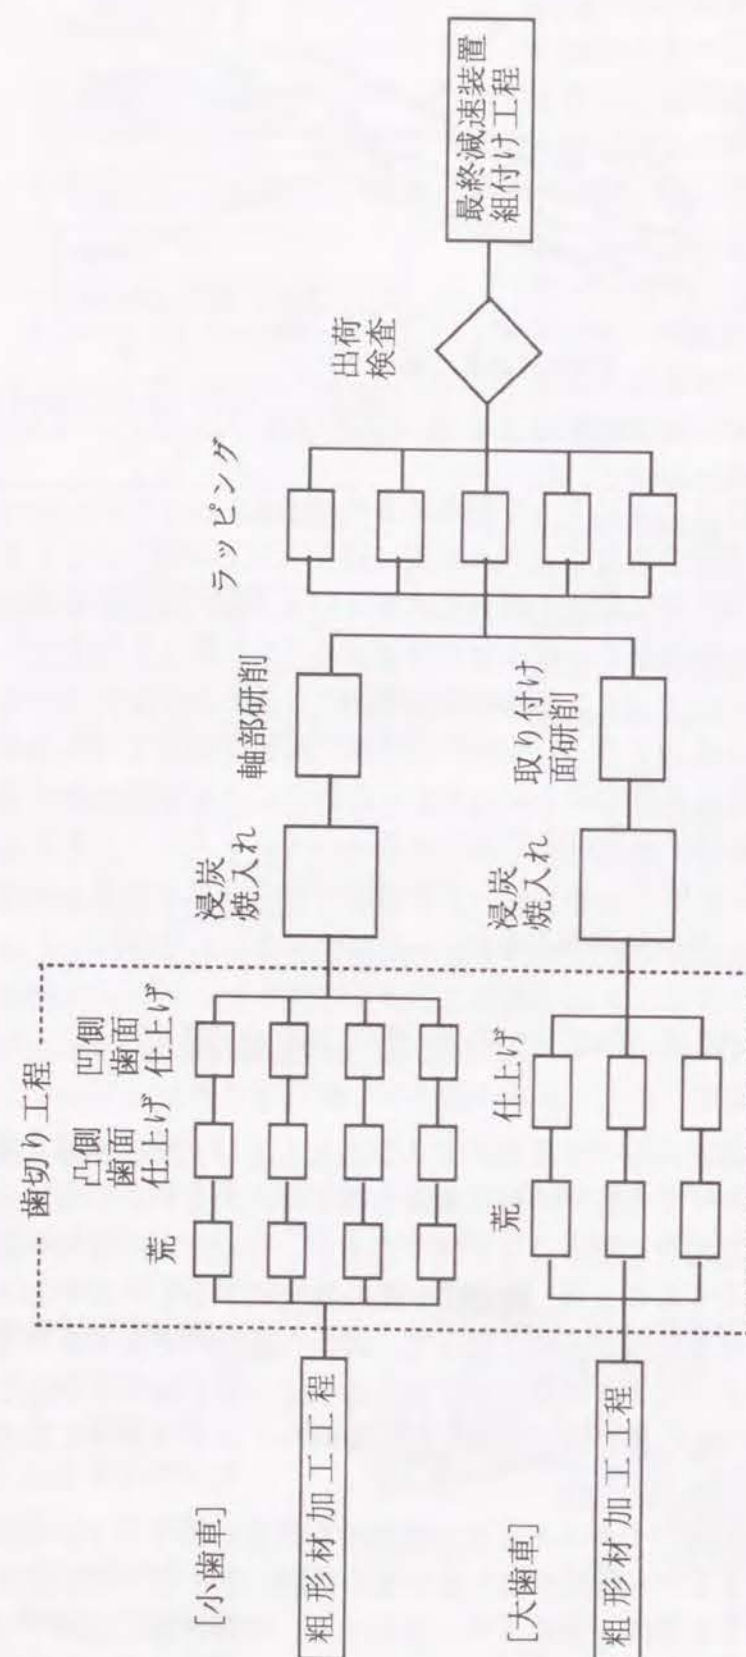 [小歯車]
粗形材加工工程
歯切り工程
荒
凸側
歯面
仕上げ
凹側
歯面
仕上げ
浸炭
焼入れ
軸部研削
[大歯車]
粗形材加工工程
荒
仕上げ
浸炭
焼入れ
取り付け
面研削
ラッピング
出荷
検査
最終減速装置
組付け工程